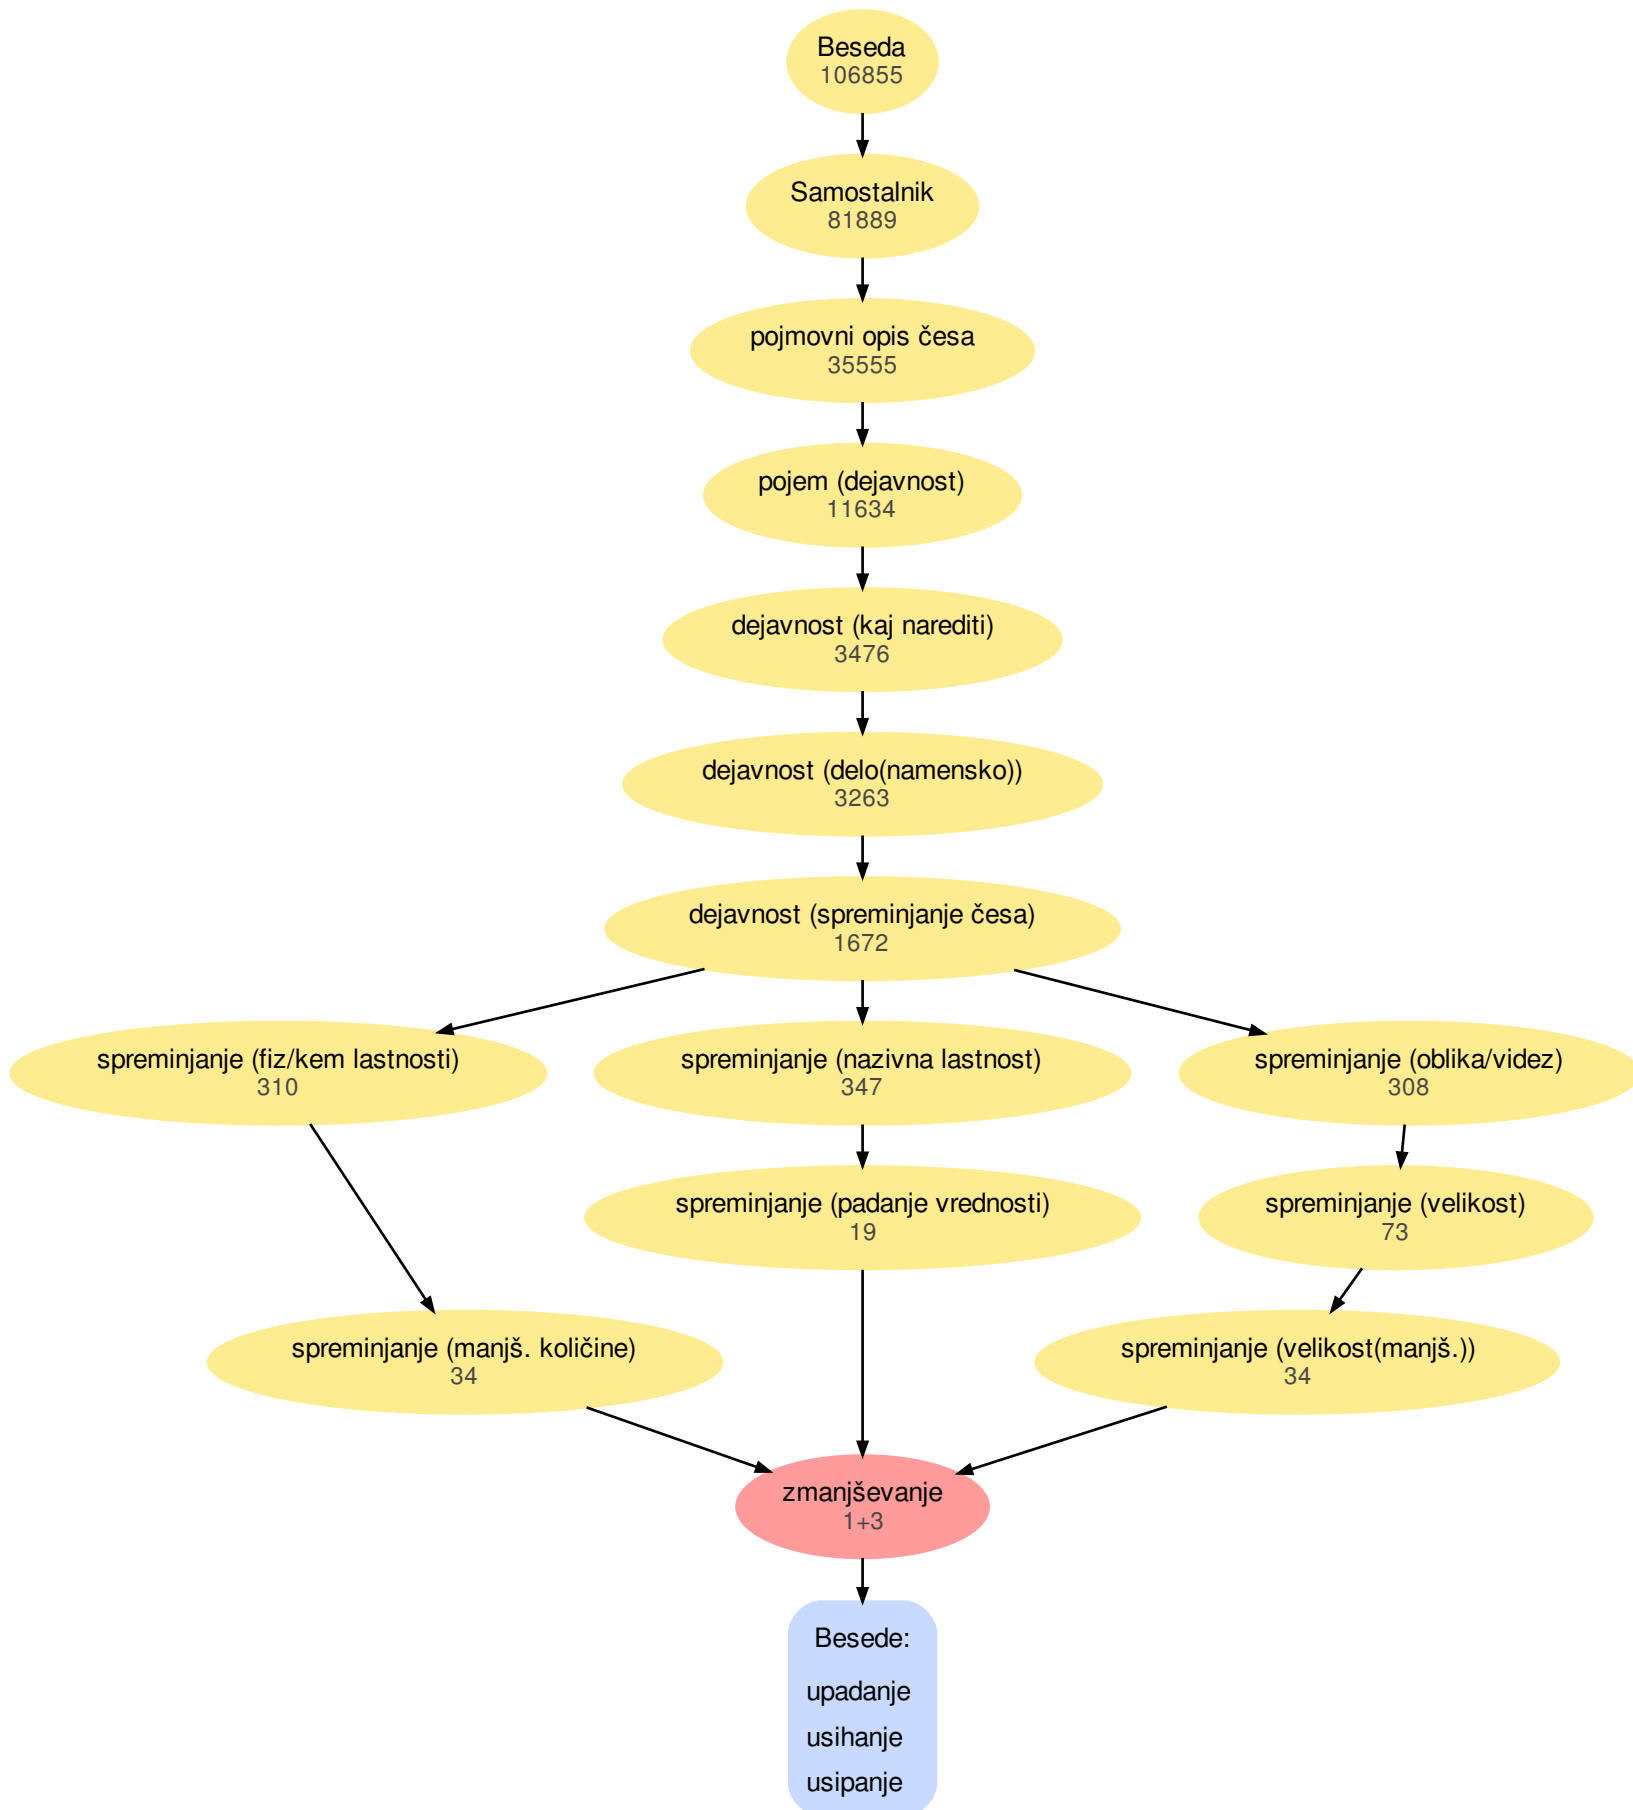 Beseda
106855
Samostalnik
81889
pojmovni opis česa
35555
pojem (dejavnost)
11634
dejavnost (kaj narediti)
3476
dejavnost (delo(namensko))
3263
dejavnost (spreminjanje česa)
1672
spreminjanje (fiz/kem lastnosti)
310
spreminjanje (nazivna lastnost)
347
spreminjanje (oblika/videz)
308
spreminjanje (padanje vrednosti)
19
spreminjanje (velikost)
73
spreminjanje (manjš. količine)
34
spreminjanje (velikost(manjš.))
34
zmanjševanje
1+3
Besede:
upadanje
usihanje
usipanje